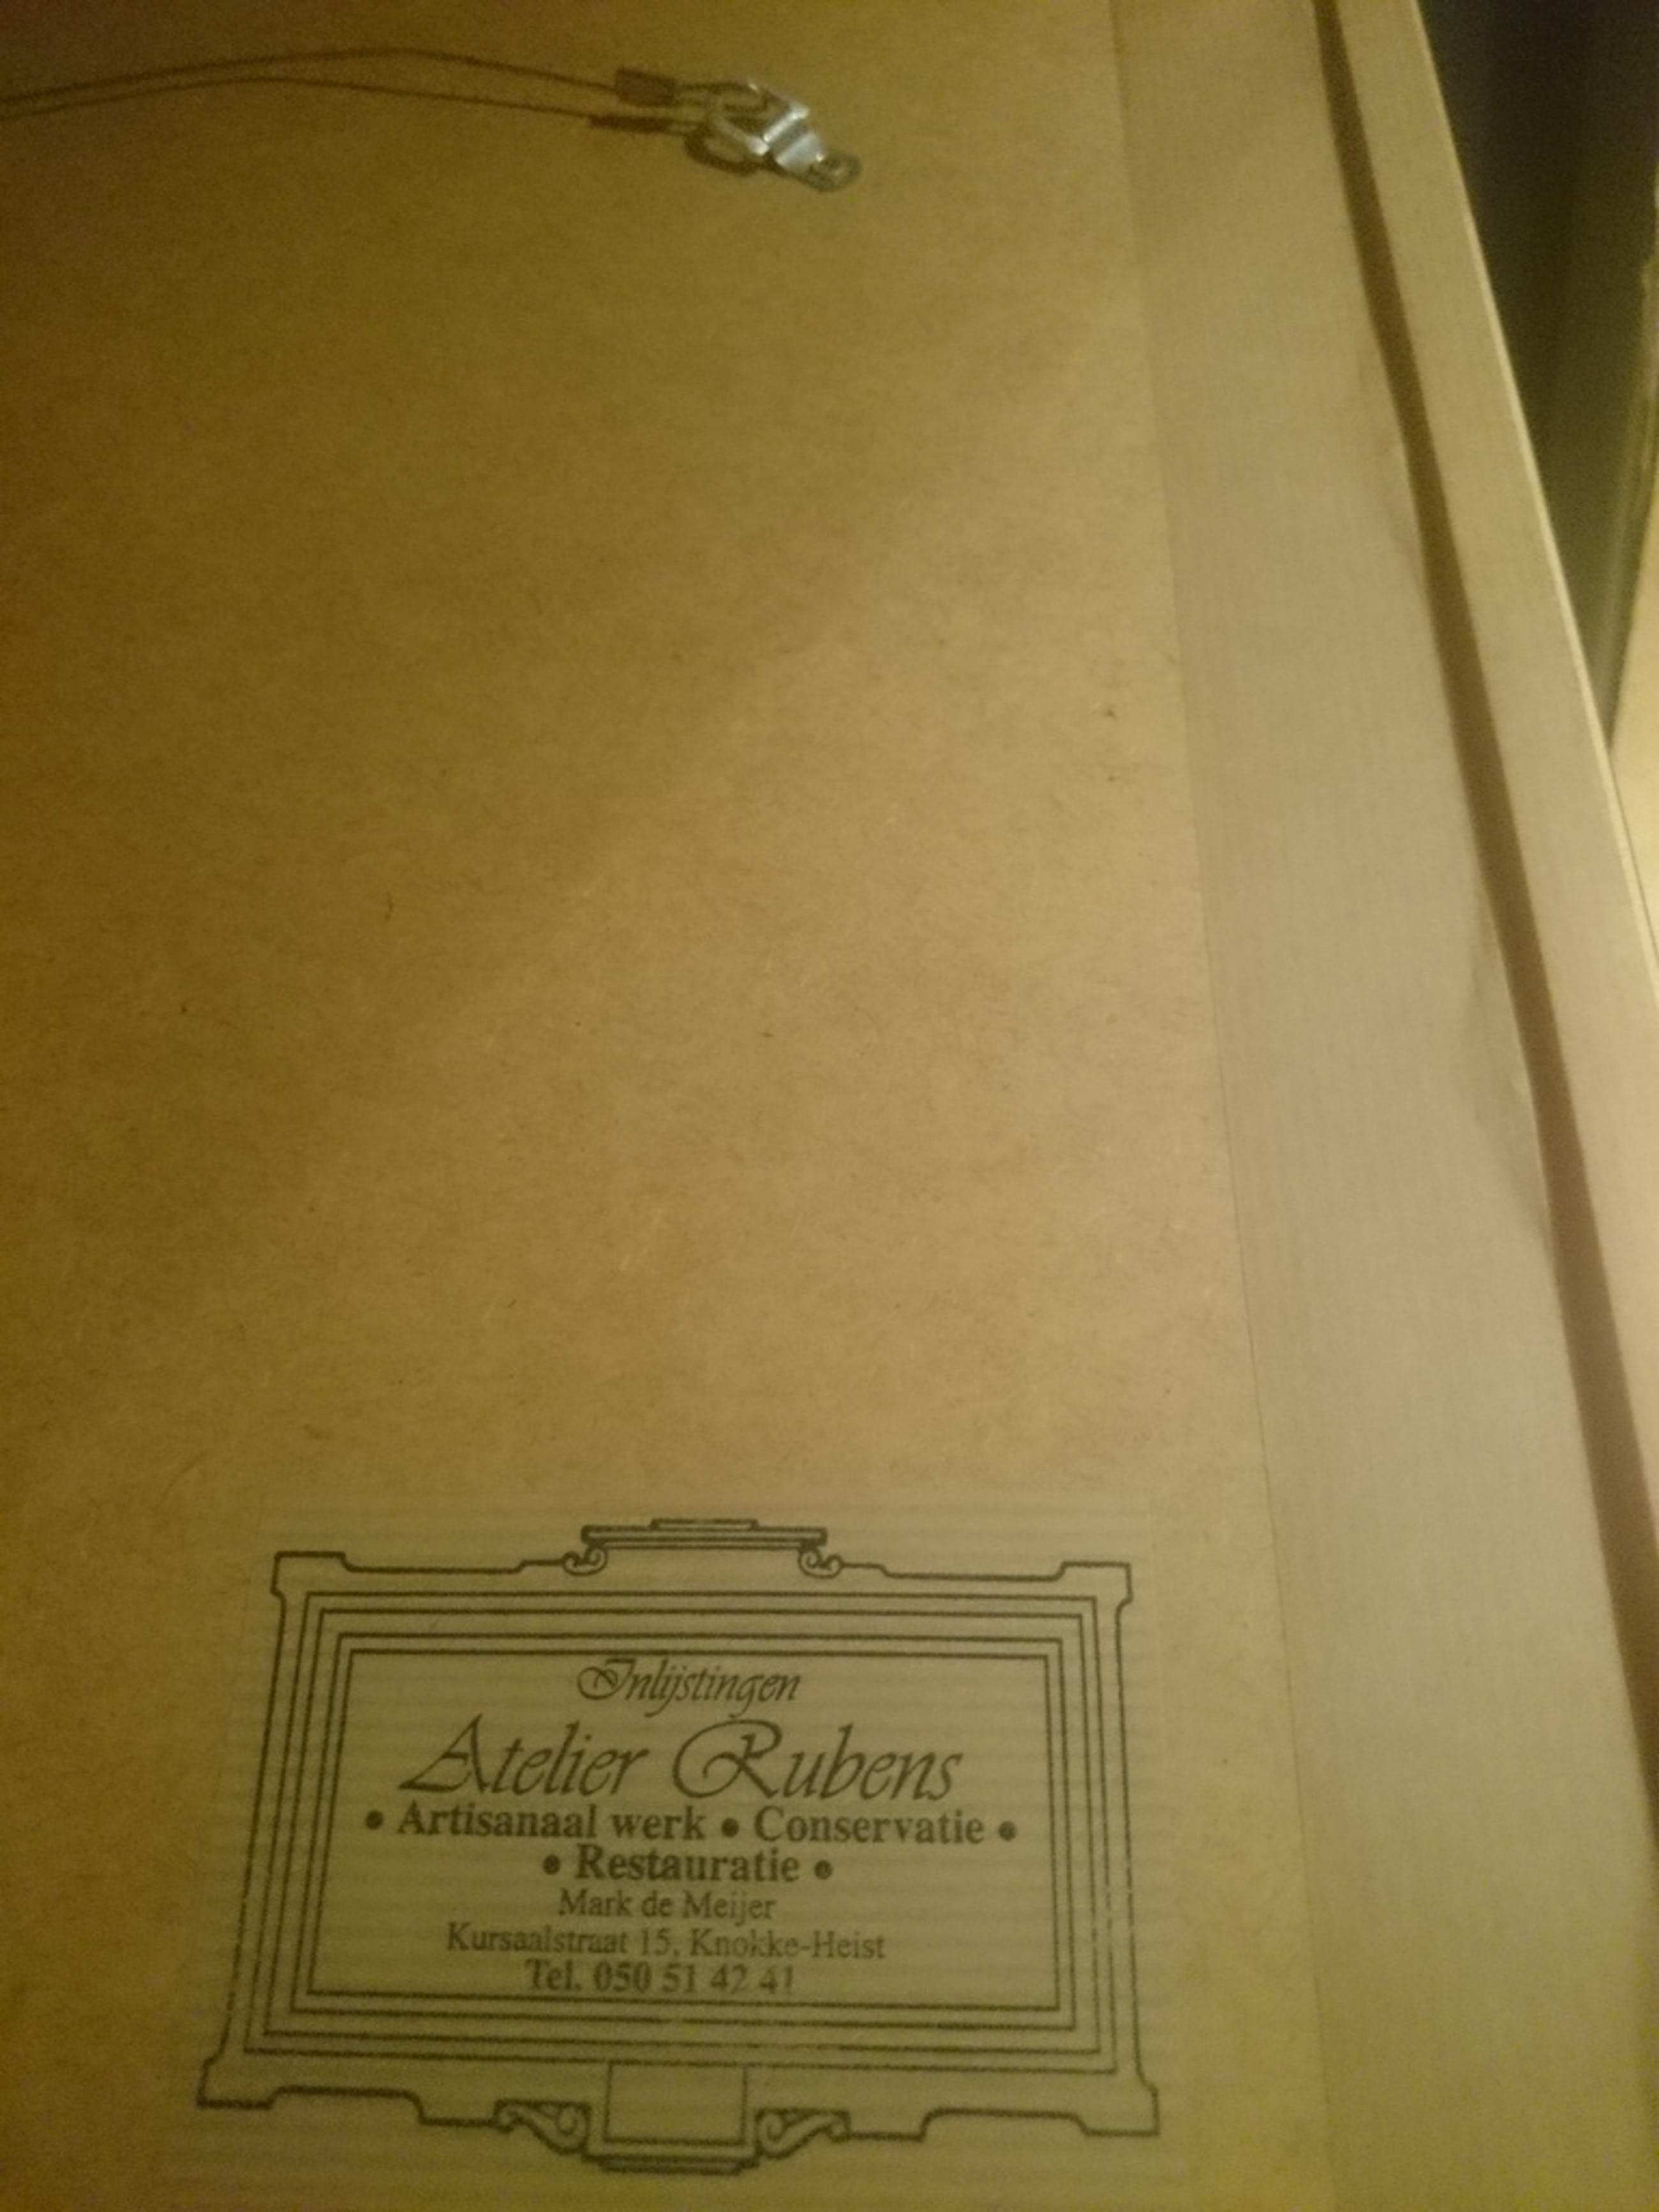 Inlijstingen
Atelier Rubens
• Artisanaal werk • Conservatie •
• Restauratie •
Mark de Meijer
Kursaalstraat 15, Knokke-Heist
Tel. 050 51 42 41